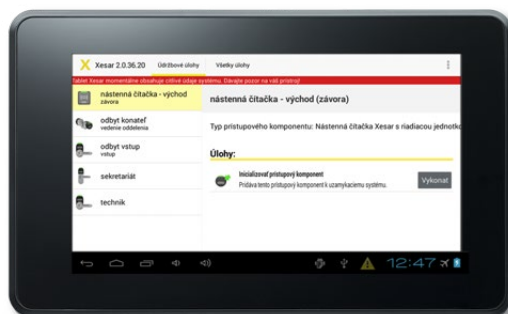 Xesar 2.0.36.20
Údržbové úlohy
Všetky úlohy
Tablet Xesar momentálne obsahuje citlivé údaje systému. Dávajte pozor na váš prístroj!
nástenná čítačka - východ
závora
odbyt konateľ
vedenie oddelenia
odbyt vstup
vstup
sekretariát
technik
nástenná čítačka - východ (závora)
Typ prístupového komponentu: Nástenná čítačka Xesar s riadiacou jednotko
Úlohy:
Inicializovať prístupový komponent
Pridáva tento prístupový komponent k uzamykaciemu systému.
Vykonať
12:47